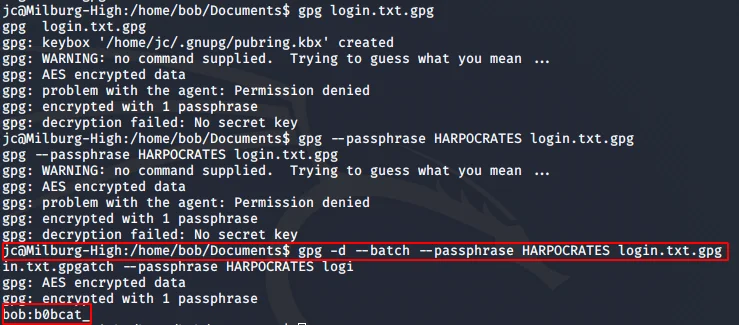 jc@Milburg-High:/home/bob/Documents$ gpg login.txt.gpg
gpg  login.txt.gpg
gpg: keybox '/home/jc/.gnupg/pubring.kbx' created
gpg: WARNING: no command supplied.  Trying to guess what you mean ...
gpg: AES encrypted data
gpg: problem with the agent: Permission denied
gpg: encrypted with 1 passphrase
gpg: decryption failed: No secret key
jc@Milburg-High:/home/bob/Documents$ gpg --passphrase HARPOCRATES login.txt.gpg
gpg --passphrase HARPOCRATES login.txt.gpg
gpg: WARNING: no command supplied.  Trying to guess what you mean ...
gpg: AES encrypted data
gpg: problem with the agent: Permission denied
gpg: encrypted with 1 passphrase
gpg: decryption failed: No secret key
jc@Milburg-High:/home/bob/Documents$ gpg -d --batch --passphrase HARPOCRATES login.txt.gpg
in.txt.gpgatch --passphrase HARPOCRATES logi
gpg: AES encrypted data
gpg: encrypted with 1 passphrase
bob:b0bcat_